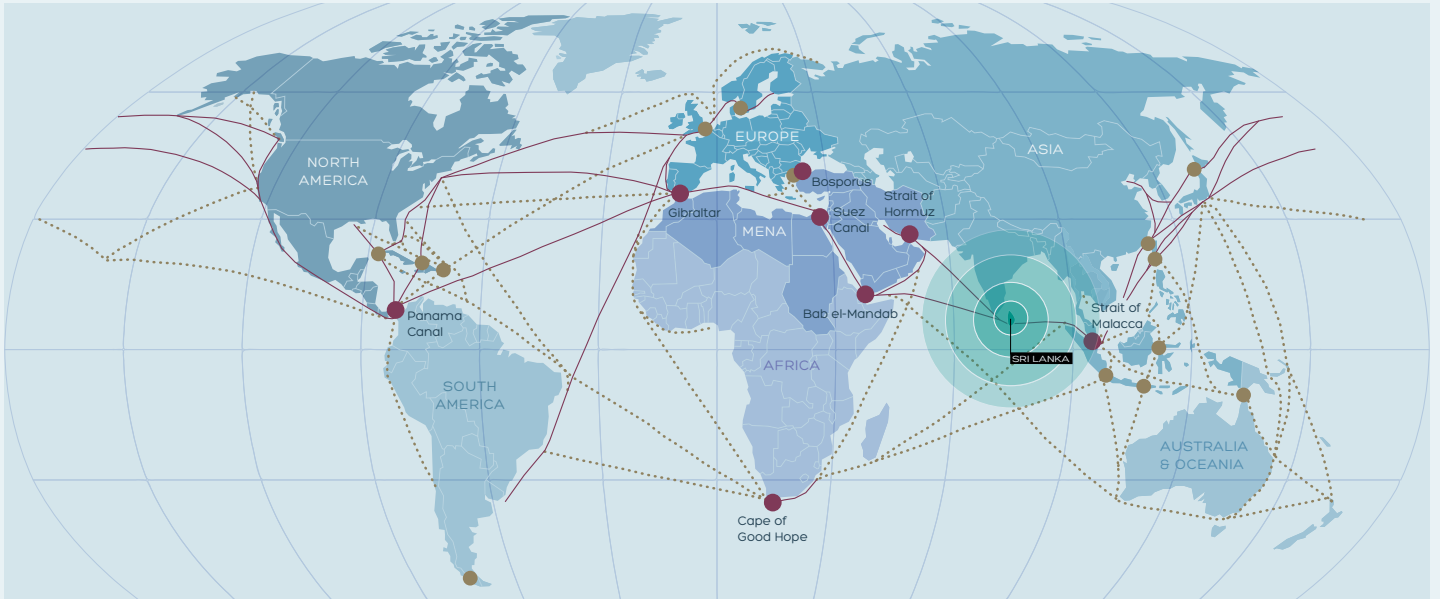 NORTH
AMERICA
EUROPE
ASIA
Bosporus
Strait of
Hormuz
Gibraltar
Suez
Canal
MENA
Panama
Canal
Bab el-Mandab
Strait of
Malacca
SRI LANKA
AFRICA
SOUTH
AMERICA
AUSTRALIA
& OCEANIA
Cape of
Good Hope